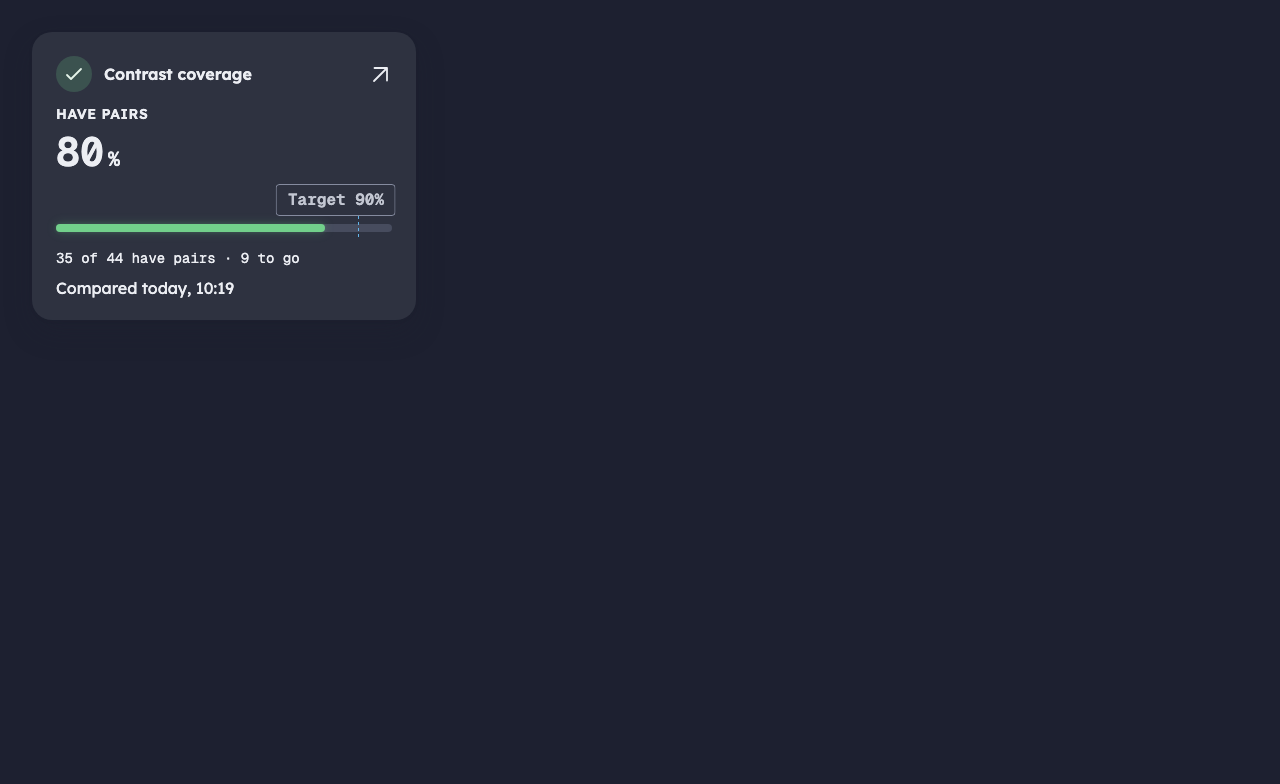 Contrast coverage
HAVE PAIRS
80%
Target 90%
35 of 44 have pairs · 9 to go
Compared today, 10:19